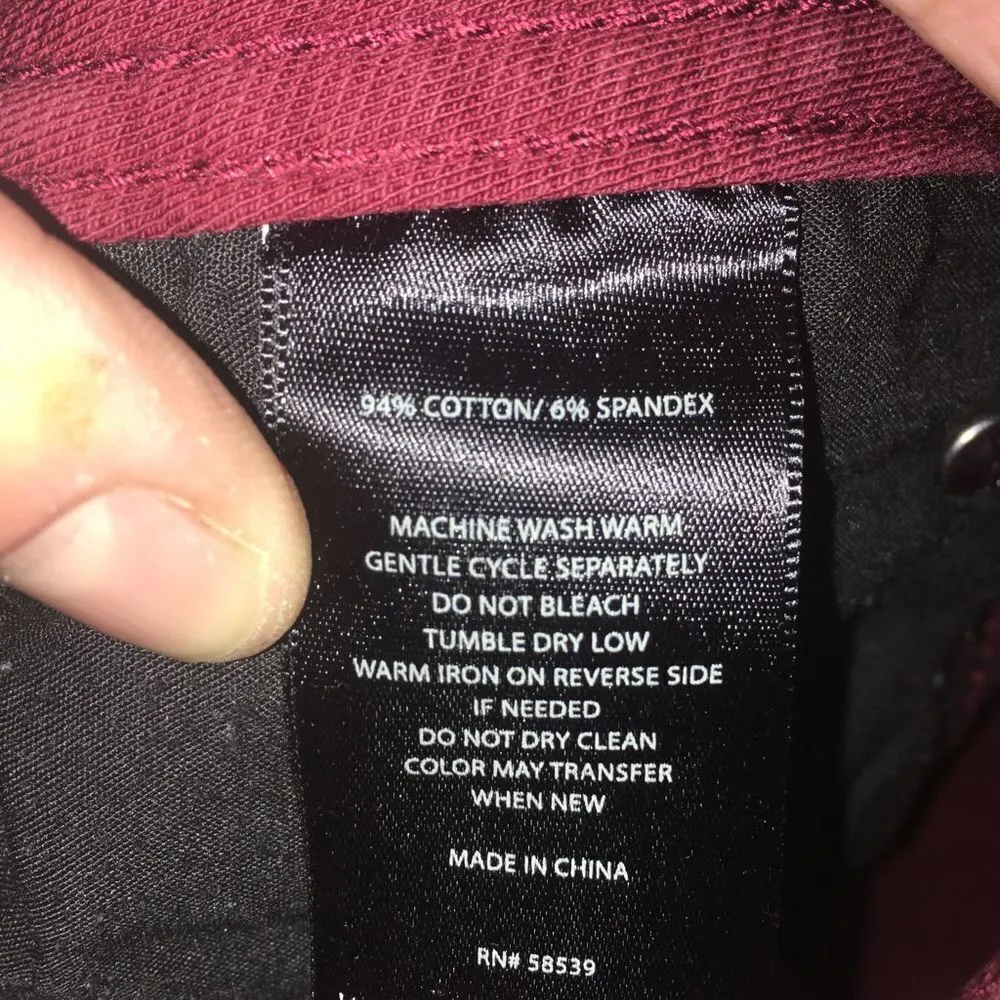 94% COTTON/ 6% SPANDEX
MACHINE WASH WARM
GENTLE CYCLE SEPARATELY
DO NOT BLEACH
TUMBLE DRY LOW
WARM IRON ON REVERSE SIDE
IF NEEDED
DO NOT DRY CLEAN
COLOR MAY TRANSFER
WHEN NEW
MADE IN CHINA
RN# 58539